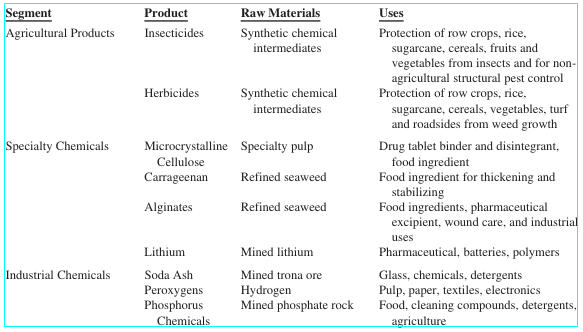 Segment Product Raw Materials Uses
Agricultural Products Insecticides Synthetic chemical Protection of row crops, rice,
intermediates sugarcane, cereals, fruits and
vegetables from insects and for non-
agricultural structural pest control
Herbicides Synthetic chemical Protection of row crops, rice,
intermediates sugarcane, cereals, vegetables, turf
and roadsides from weed growth
Specialty Chemicals Microcrystalline Specialty pulp Drug tablet binder and disintegrant,
Cellulose food ingredient
Carrageenan Refined seaweed Food ingredient for thickening and
stabilizing
Alginates Refined seaweed Food ingredients, pharmaceutical
excipient, wound care, and industrial
uses
Lithium Mined lithium Pharmaceutical, batteries, polymers
Industrial Chemicals Soda Ash Mined trona ore Glass, chemicals, detergents
Peroxygens Hydrogen Pulp, paper, textiles, electronics
Phosphorus Mined phosphate rock Food, cleaning compounds, detergents,
Chemicals agriculture